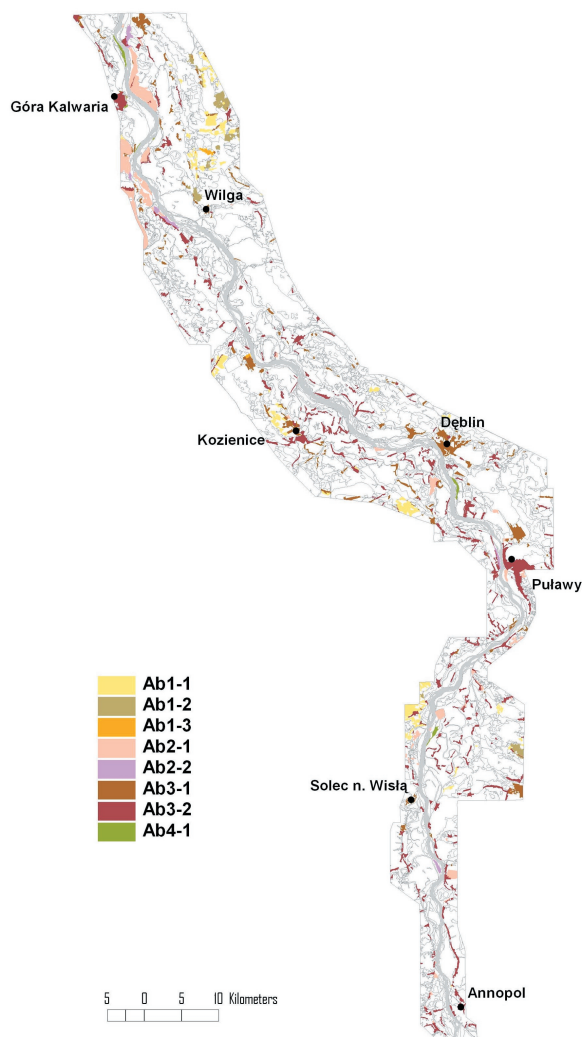 Góra Kalwaria
Wilga
Dęblin
Kozienice
Puławy
Ab1-1
Ab1-2
Ab1-3
Ab2-1
Ab2-2
Ab3-1
Ab3-2
Ab4-1
Solec n. Wisłą
Annopol
5 0 5 10 Kilometers